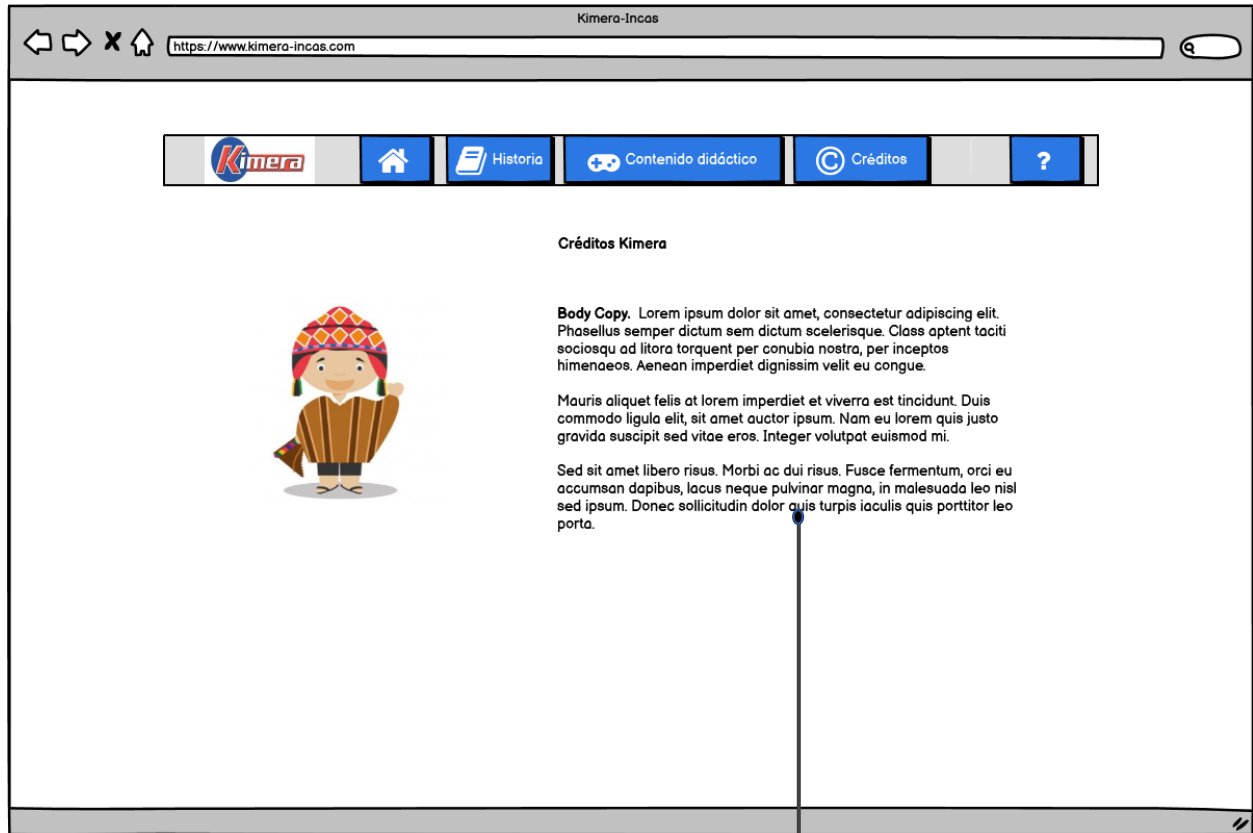 Kimera-Incas
https://www.kimera-incas.com
Kimera
Historia
Contenido didáctico
Créditos
?
Créditos Kimera
Body Copy. Lorem ipsum dolor sit amet, consectetur adipiscing elit.
Phasellus semper dictum sem dictum scelerisque. Class aptent taciti
sociosqu ad litora torquent per conubia nostra, per inceptos
himenaeos. Aenean imperdiet dignissim velit eu congue.
Mauris aliquet felis at lorem imperdiet et viverra est tincidunt. Duis
commodo ligula elit, sit amet auctor ipsum. Nam eu lorem quis justo
gravida suscipit sed vitae eros. Integer volutpat euismod mi.
Sed sit amet libero risus. Morbi ac dui risus. Fusce fermentum, orci eu
accumsan dapibus, lacus neque pulvinar magna, in malesuada leo nisl
sed ipsum. Donec sollicitudin dolor quis turpis iaculis quis porttitor leo
porta.